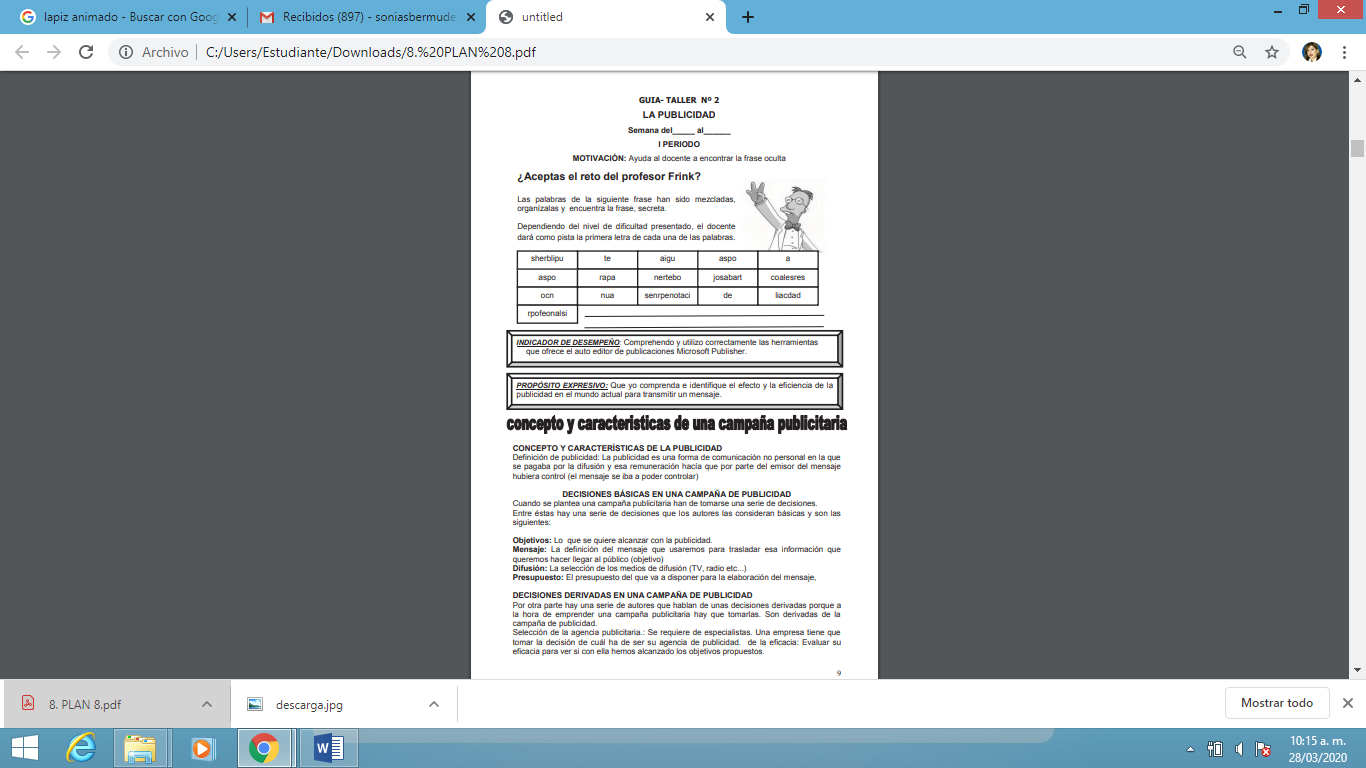 lapiz animado - Buscar con Goog
Recibidos (897) - soniasbermude
untitled
Archivo
C:/Users/Estudiante/Downloads/8.%20PLAN%208.pdf
GUIA- TALLER Nº 2
LA PUBLICIDAD
Semana del_____ al______
I PERIODO
MOTIVACIÓN: Ayuda al docente a encontrar la frase oculta
¿Aceptas el reto del profesor Frink?
Las palabras de la siguiente frase han sido mezcladas,
organízalas y encuentra la frase, secreta.
Dependiendo del nivel de dificultad presentado, el docente
dará como pista la primera letra de cada una de las palabras.
sherblipu te aigu aspo a
aspo rapa nertebo josabart coalesres
ocn nua senrpenotaci de liacdad
rpofeonalsi
INDICADOR DE DESEMPEÑO: Comprehendo y utilizo correctamente las herramientas
que ofrece el auto editor de publicaciones Microsoft Publisher.
PROPÓSITO EXPRESIVO: Que yo comprenda e identifique el efecto y la eficiencia de la
publicidad en el mundo actual para transmitir un mensaje.
concepto y caracteristicas de una campaña publicitaria
CONCEPTO Y CARACTERÍSTICAS DE LA PUBLICIDAD
Definición de publicidad: La publicidad es una forma de comunicación no personal en la que
se pagaba por la difusión y esa remuneración hacía que por parte del emisor del mensaje
hubiera control (el mensaje se iba a poder controlar)
DECISIONES BÁSICAS EN UNA CAMPAÑA DE PUBLICIDAD
Cuando se plantea una campaña publicitaria han de tomarse una serie de decisiones.
Entre éstas hay una serie de decisiones que los autores las consideran básicas y son las
siguientes:
Objetivos: Lo que se quiere alcanzar con la publicidad.
Mensaje: La definición del mensaje que usaremos para trasladar esa información que
queremos hacer llegar al público (objetivo)
Difusión: La selección de los medios de difusión (TV, radio etc...)
Presupuesto: El presupuesto del que va a disponer para la elaboración del mensaje,
DECISIONES DERIVADAS EN UNA CAMPAÑA DE PUBLICIDAD
Por otra parte hay una serie de autores que hablan de unas decisiones derivadas porque a
la hora de emprender una campaña publicitaria hay que tomarlas. Son derivadas de la
campaña de publicidad.
Selección de la agencia publicitaria.: Se requiere de especialistas. Una empresa tiene que
tomar la decisión de cuál ha de ser su agencia de publicidad. de la eficacia: Evaluar su
eficacia para ver si con ella hemos alcanzado los objetivos propuestos.
9
8. PLAN 8.pdf
descarga.jpg
Mostrar todo
10:15 a. m.
28/03/2020